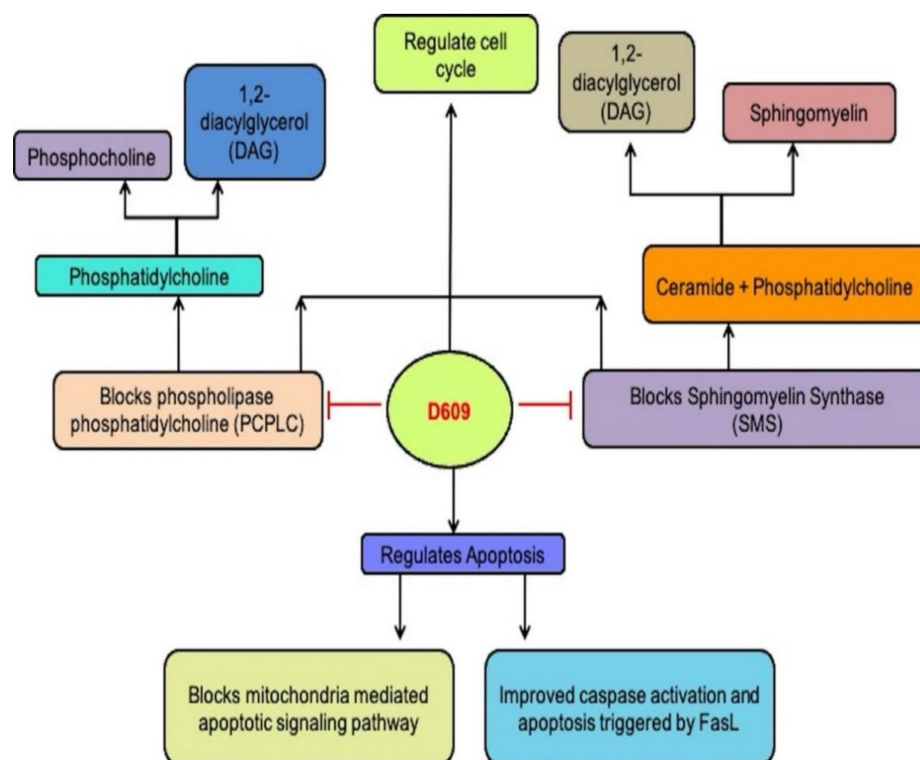 Regulate cell
cycle
1,2-
diacylglycerol
(DAG)
1,2-
diacylglycerol
(DAG)
Sphingomyelin
Phosphocholine
Phosphatidylcholine
Ceramide + Phosphatidylcholine
Blocks phospholipase
phosphatidylcholine (PCPLC)
D609
Blocks Sphingomyelin Synthase
(SMS)
Regulates Apoptosis
Blocks mitochondria mediated
apoptotic signaling pathway
Improved caspase activation and
apoptosis triggered by FasL